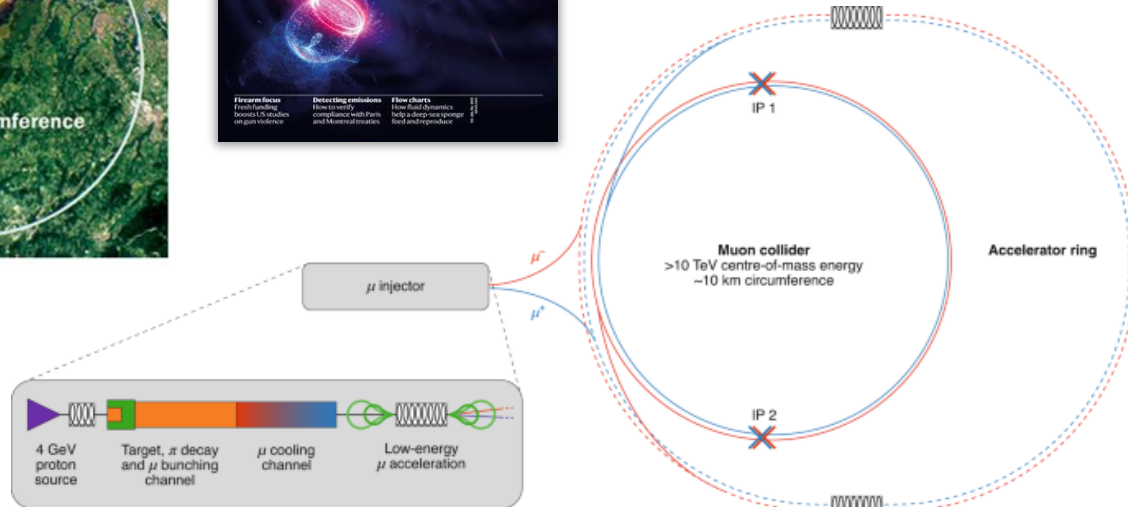 mference
Firearm focus
Fresh funding
boosts US studies
on gun violence
Detecting emissions
How to verify
compliance with Paris
and Montreal treaties
Flow charts
How fluid dynamics
help a deep-sea sponge
feed and reproduce
IP 1
Muon collider
>10 TeV centre-of-mass energy
~10 km circumference
Accelerator ring
μ⁻
μ injector
μ⁺
IP 2
4 GeV
proton
source
Target, π decay
and μ bunching
channel
μ cooling
channel
Low-energy
μ acceleration